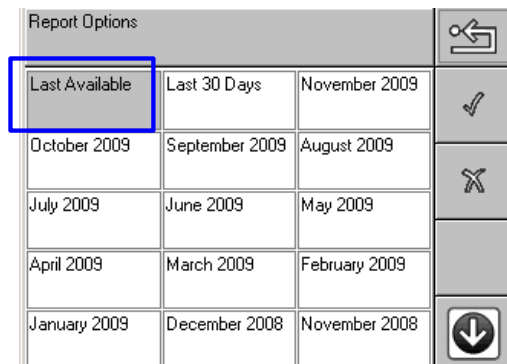 Report Options
Last Available
Last 30 Days
November 2009
October 2009
September 2009
August 2009
July 2009
June 2009
May 2009
April 2009
March 2009
February 2009
January 2009
December 2008
November 2008